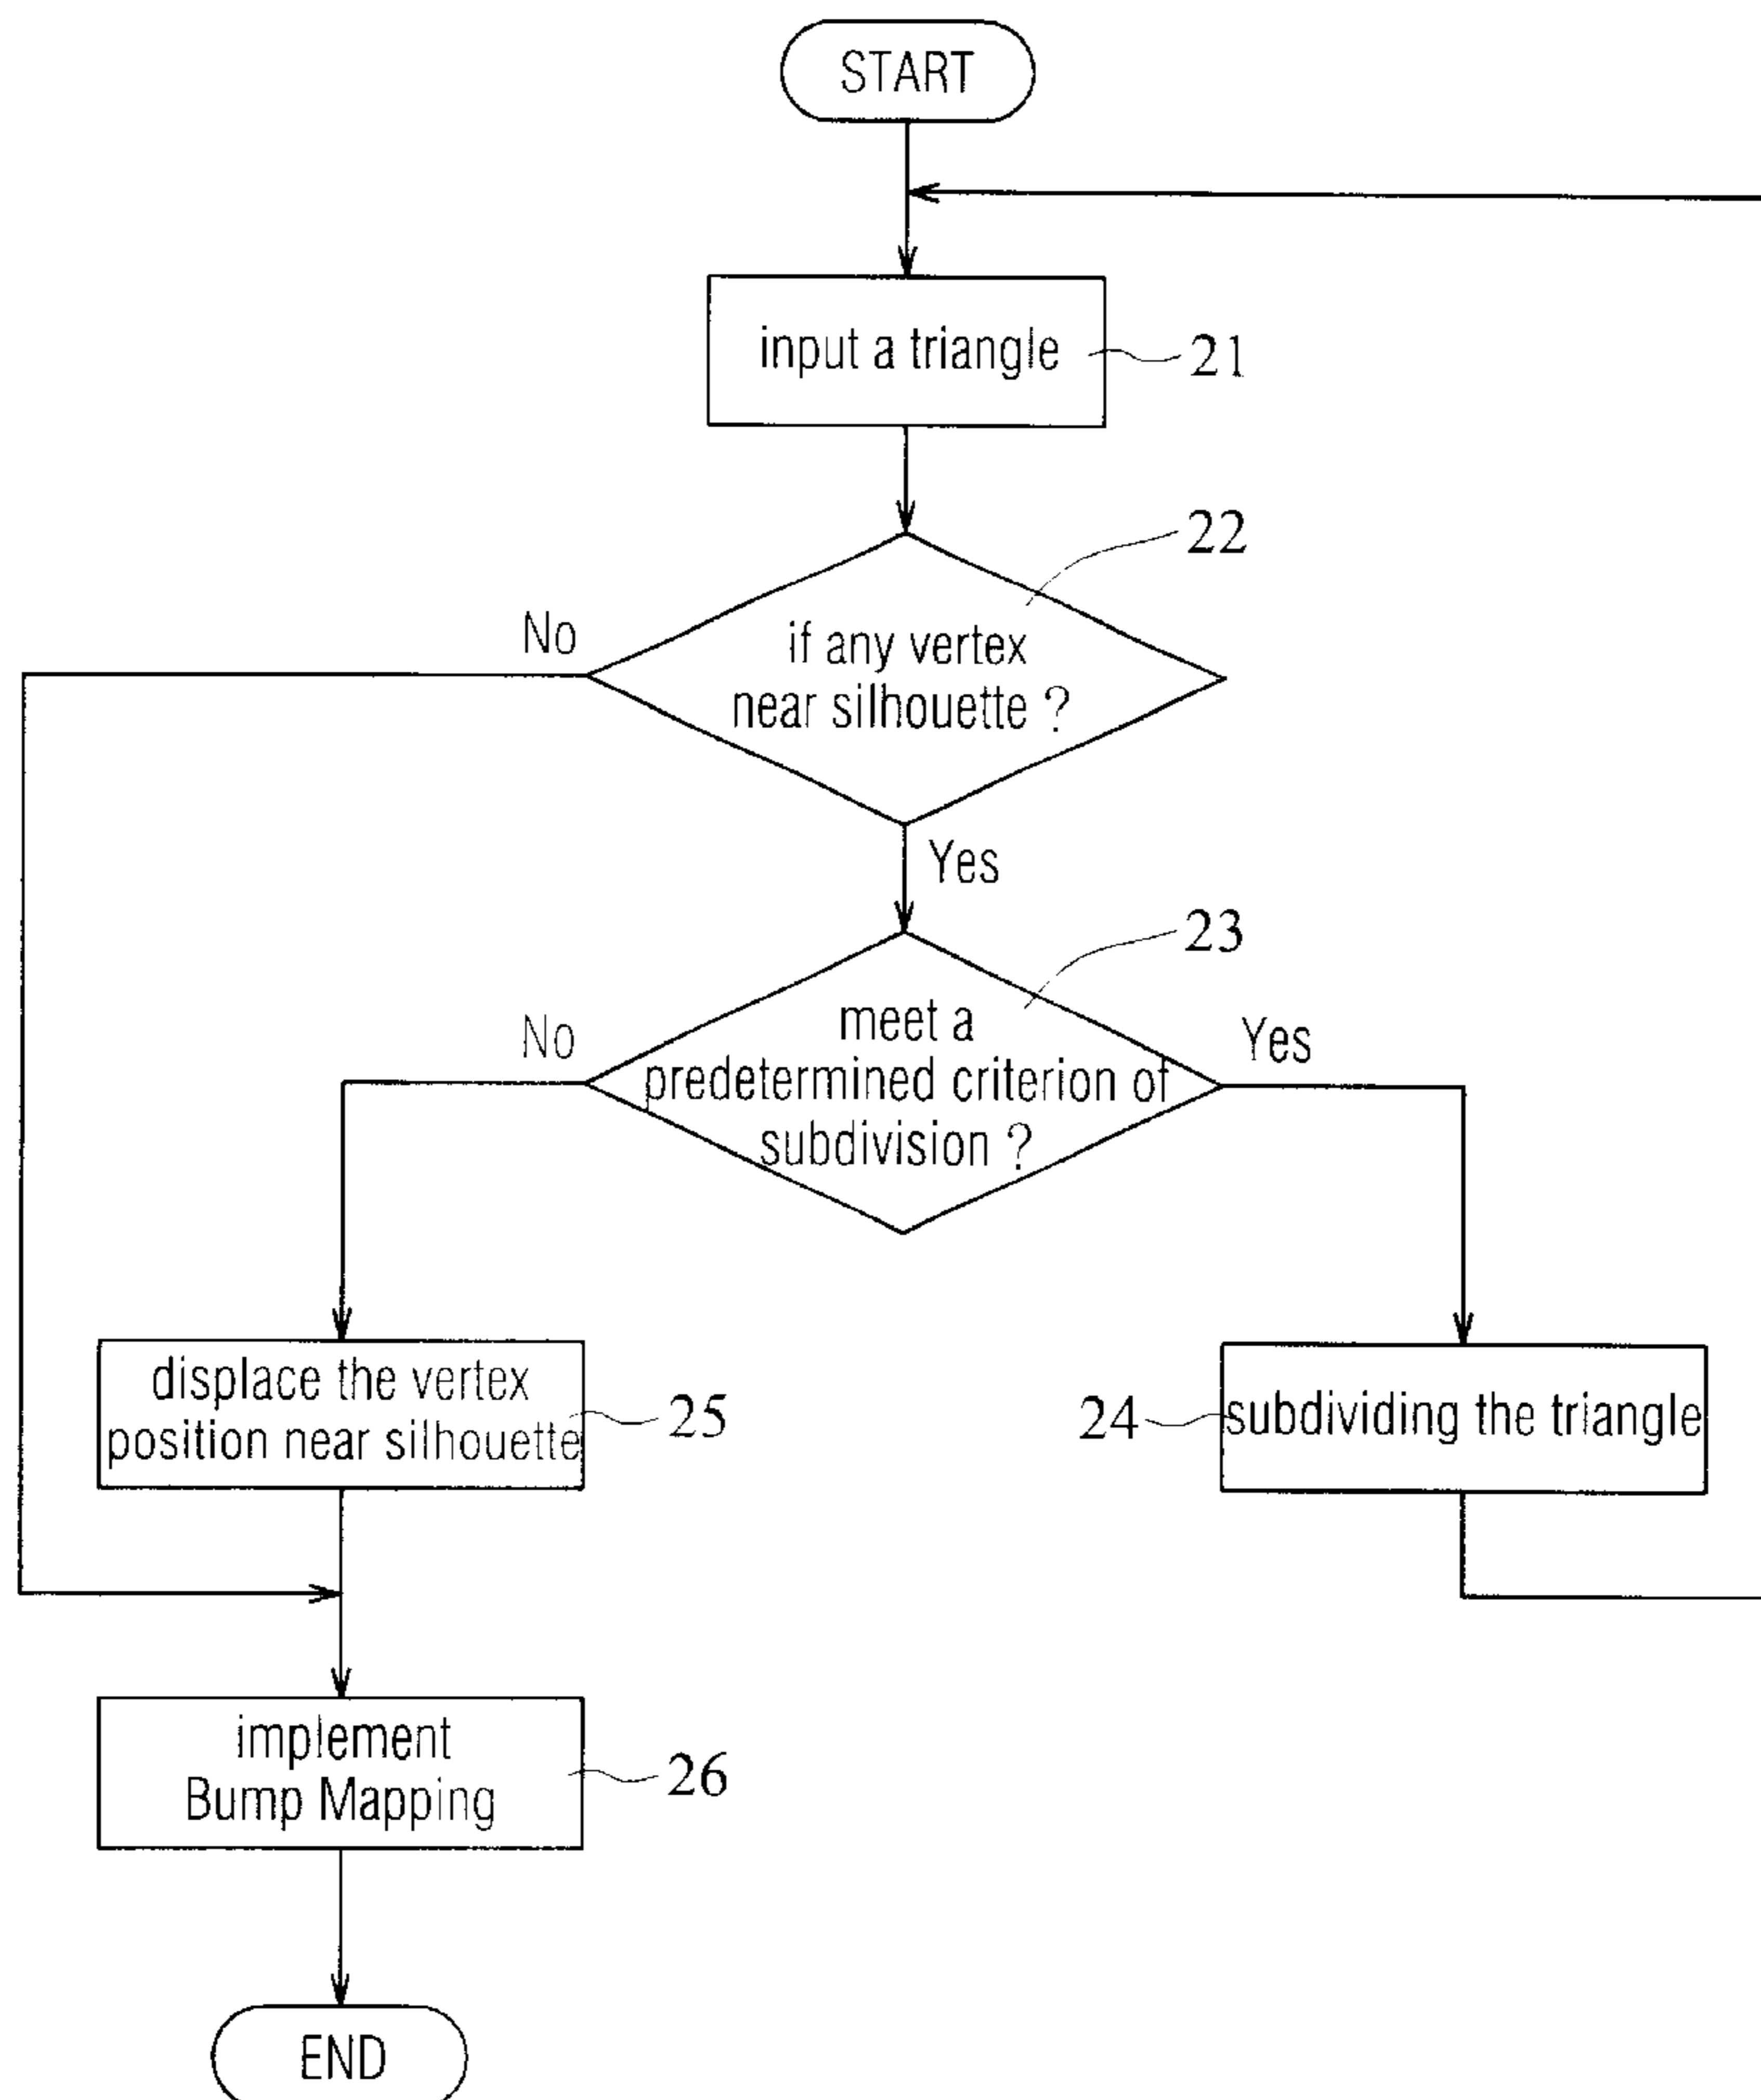 START
input a triangle
21
22
No
if any vertex
near silhouette ?
Yes
23
No
meet a
predetermined criterion of
subdivision ?
Yes
displace the vertex
position near silhouette
25
24
subdividing the triangle
implement
Bump Mapping
26
END